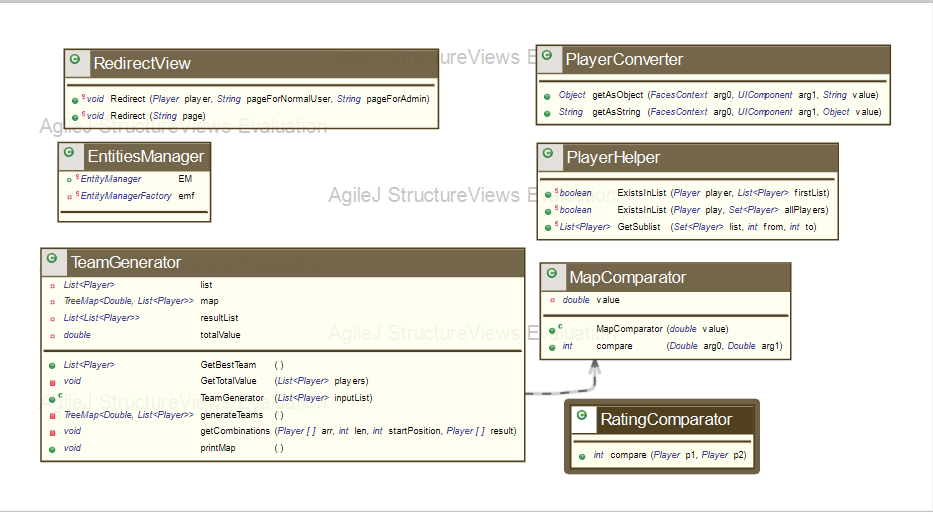 RedirectView
void Redirect (Player player, String pageForNormalUser, String pageForAdmin)
void Redirect (String page)
PlayerConverter
Object getAsObject (FacesContext arg0, UIComponent arg1, String value)
String getAsString (FacesContext arg0, UIComponent arg1, Object value)
AgileJ StructureViews Evaluation
EntitiesManager
EntityManager EM
EntityManagerFactory emf
PlayerHelper
boolean ExistsInList (Player player, List<Player> firstList)
boolean ExistsInList (Player play, Set<Player> allPlayers)
List<Player> GetSublist (Set<Player> list, int from, int to)
AgileJ StructureViews Evaluation
TeamGenerator
List<Player> list
TreeMap<Double, List<Player>> map
List<List<Player>> resultList
double totalValue
List<Player> GetBestTeam ( )
void GetTotalValue (List<Player> players)
TeamGenerator (List<Player> inputList)
TreeMap<Double, List<Player>> generateTeams ( )
void getCombinations (Player [ ] arr, int len, int startPosition, Player [ ] result)
void printMap ( )
AgileJ StructureViews Evaluation
MapComparator
double value
MapComparator (double value)
int compare (Double arg0, Double arg1)
RatingComparator
int compare (Player p1, Player p2)